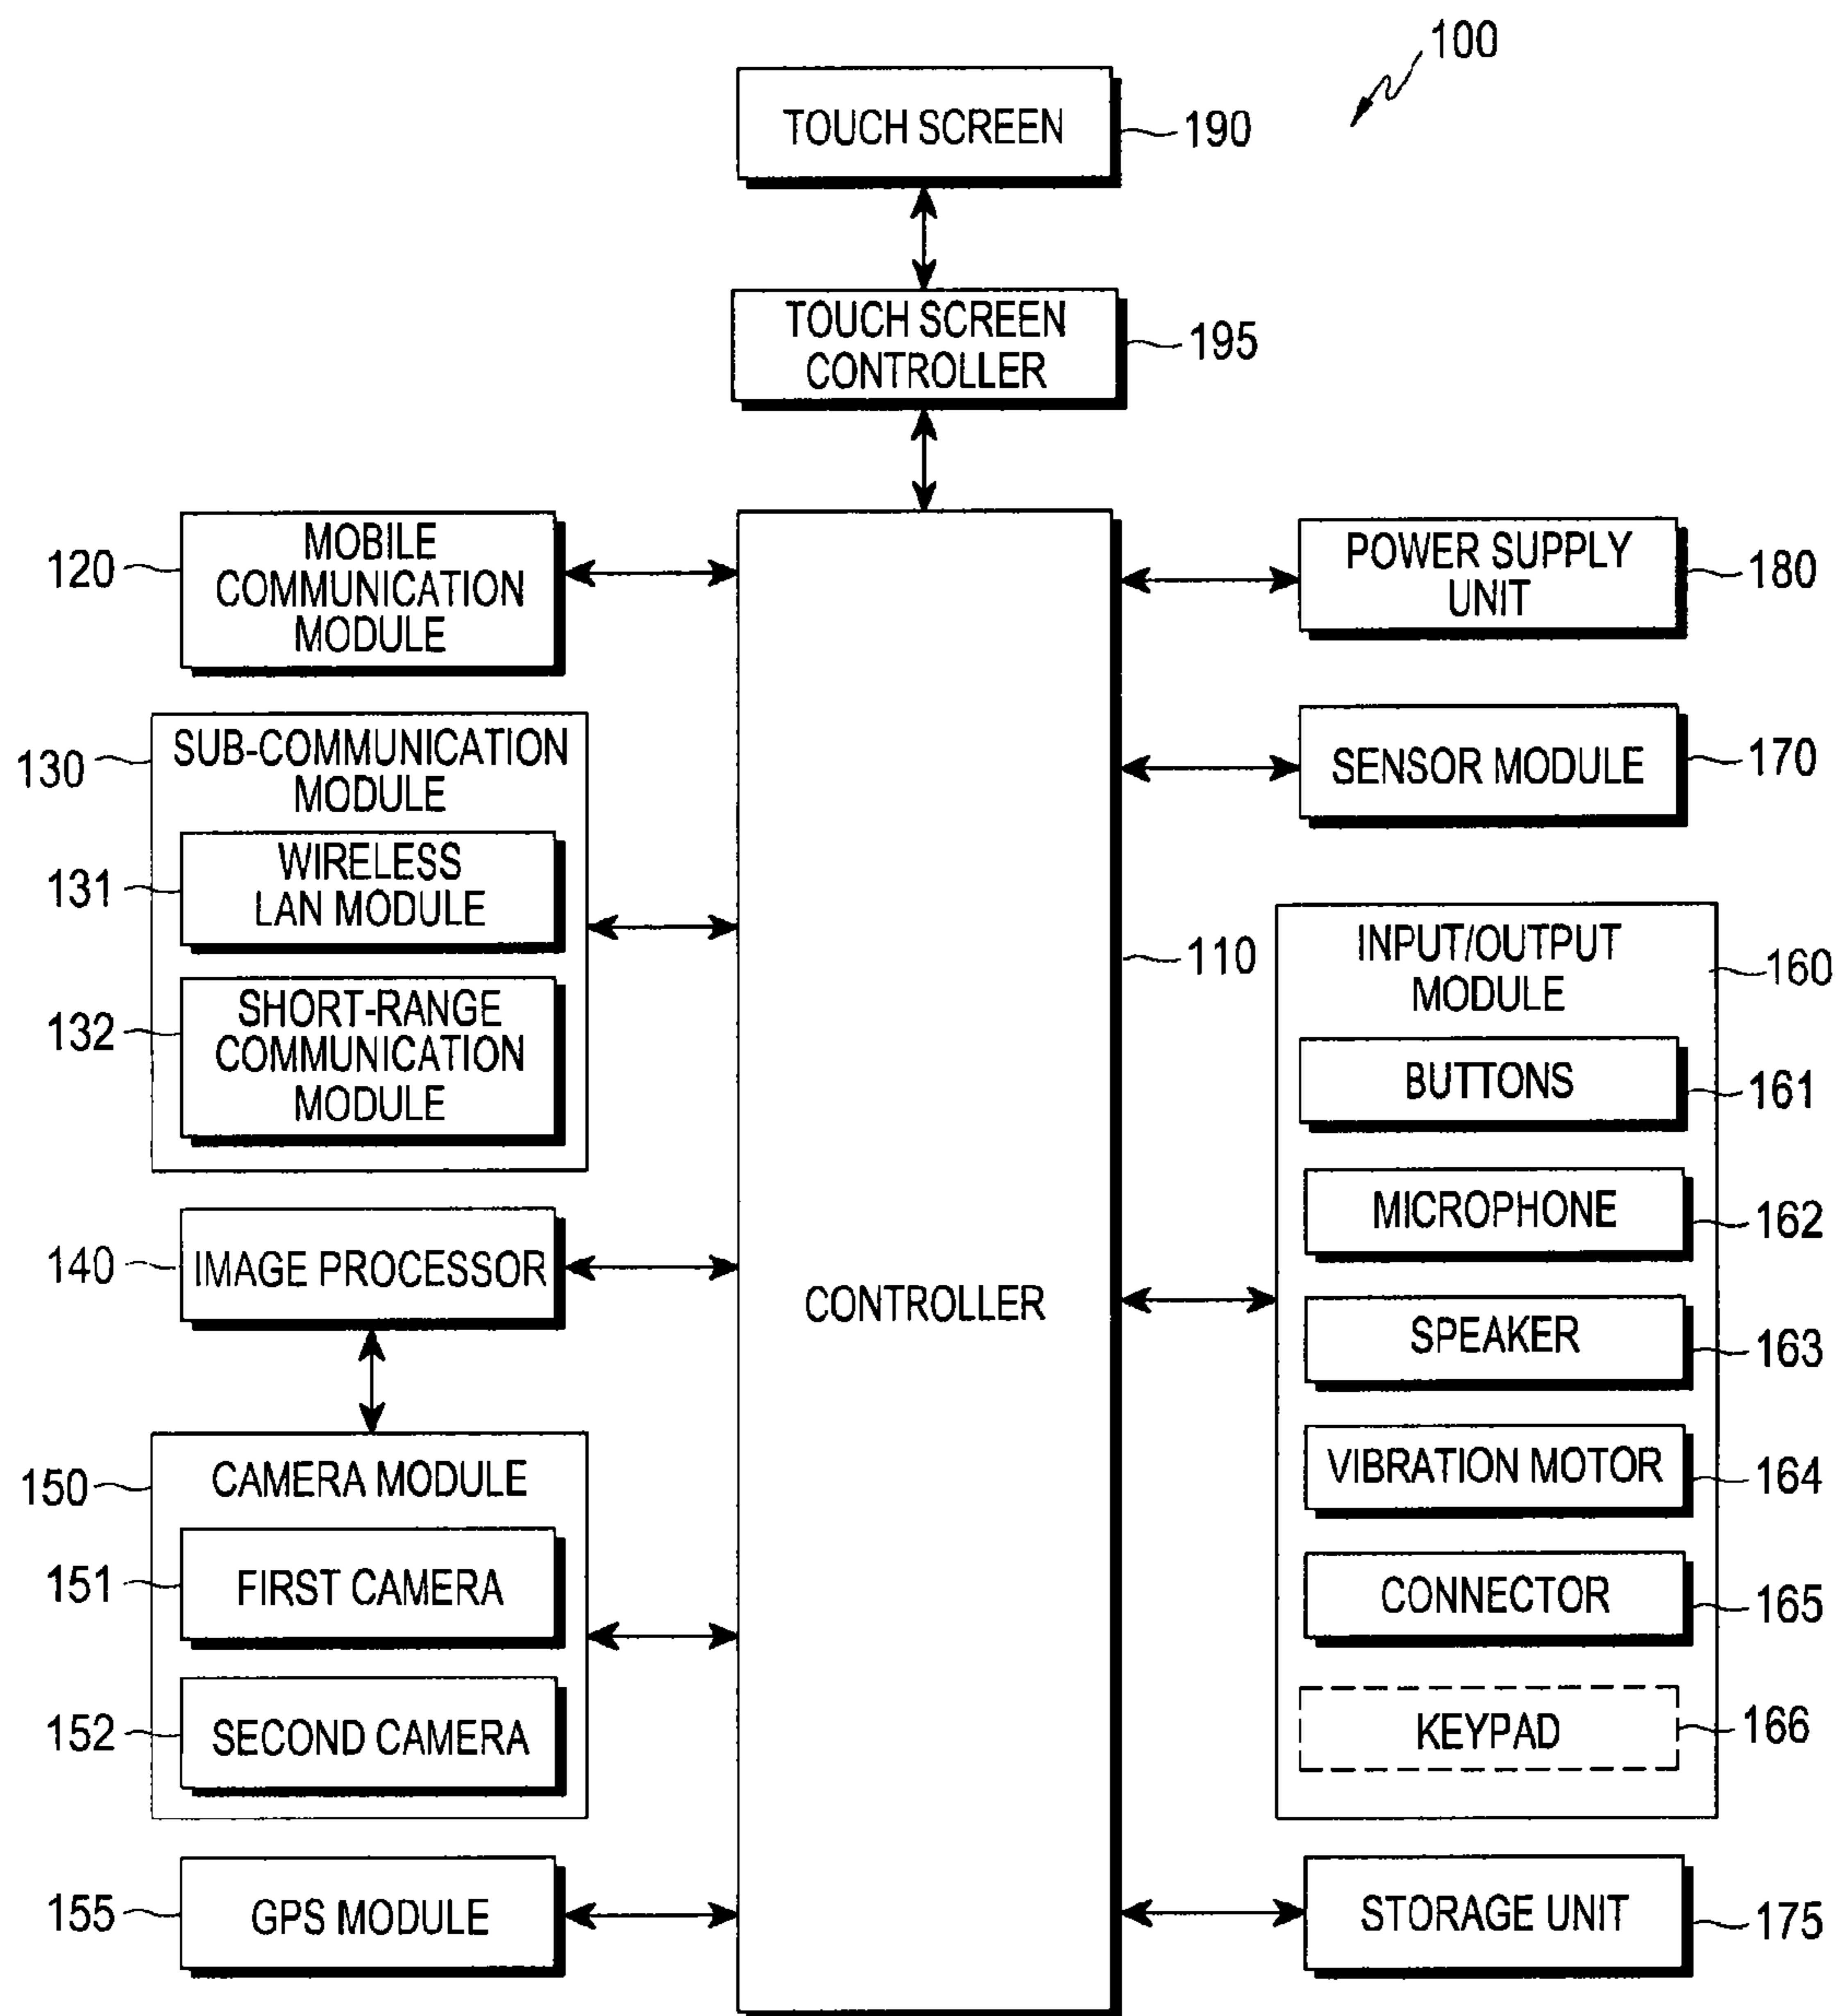 100
TOUCH SCREEN
190
TOUCH SCREEN
CONTROLLER
195
120
MOBILE
COMMUNICATION
MODULE
130
SUB-COMMUNICATION
MODULE
131
WIRELESS
LAN MODULE
132
SHORT-RANGE
COMMUNICATION
MODULE
140
IMAGE PROCESSOR
150
CAMERA MODULE
151
FIRST CAMERA
152
SECOND CAMERA
155
GPS MODULE
CONTROLLER
110
POWER SUPPLY
UNIT
180
SENSOR MODULE
170
INPUT/OUTPUT
MODULE
160
BUTTONS
161
MICROPHONE
162
SPEAKER
163
VIBRATION MOTOR
164
CONNECTOR
165
KEYPAD
166
STORAGE UNIT
175